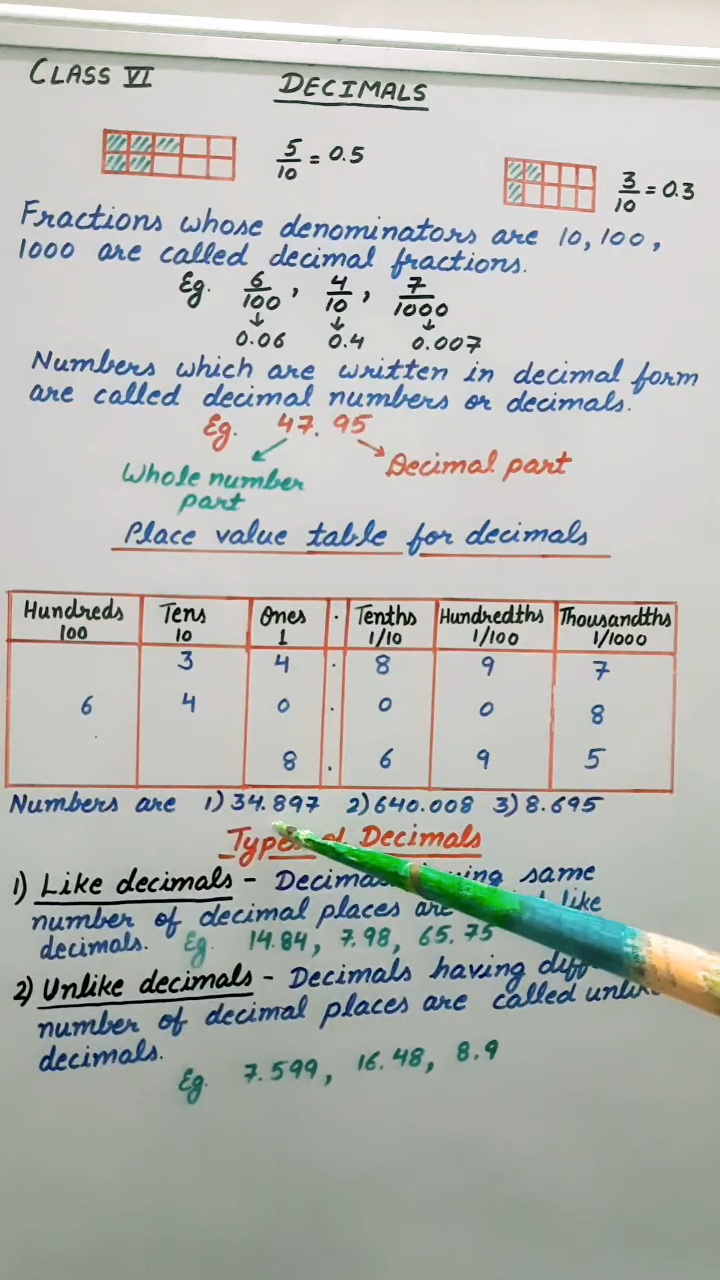 CLASS VI
DECIMALS
5/10 = 0.5
3/10 = 0.3
Fractions whose denominators are 10, 100,
1000 are called decimal fractions.
Eg. 6/100, 4/10, 7/1000
0.06 0.4 0.007
Numbers which are written in decimal form
are called decimal numbers or decimals.
Eg. 47.95
Decimal part
Whole number
part
Place value table for decimals
Hundreds Tens Ones . Tenths Hundredths Thousandths
100 10 1 1/10 1/100 1/1000
3 4 . 8 9 7
6 4 0 . 0 0 8
8 . 6 9 5
Numbers are 1) 34.897 2) 640.008 3) 8.695
Types of Decimals
1) Like decimals - same
number of decimal places are like
decimals. Eg. 14.84, 7.98, 65.75
2) Unlike decimals - Decimals having
number of decimal places are called
decimals.
Eg. 7.599, 16.48, 8.9